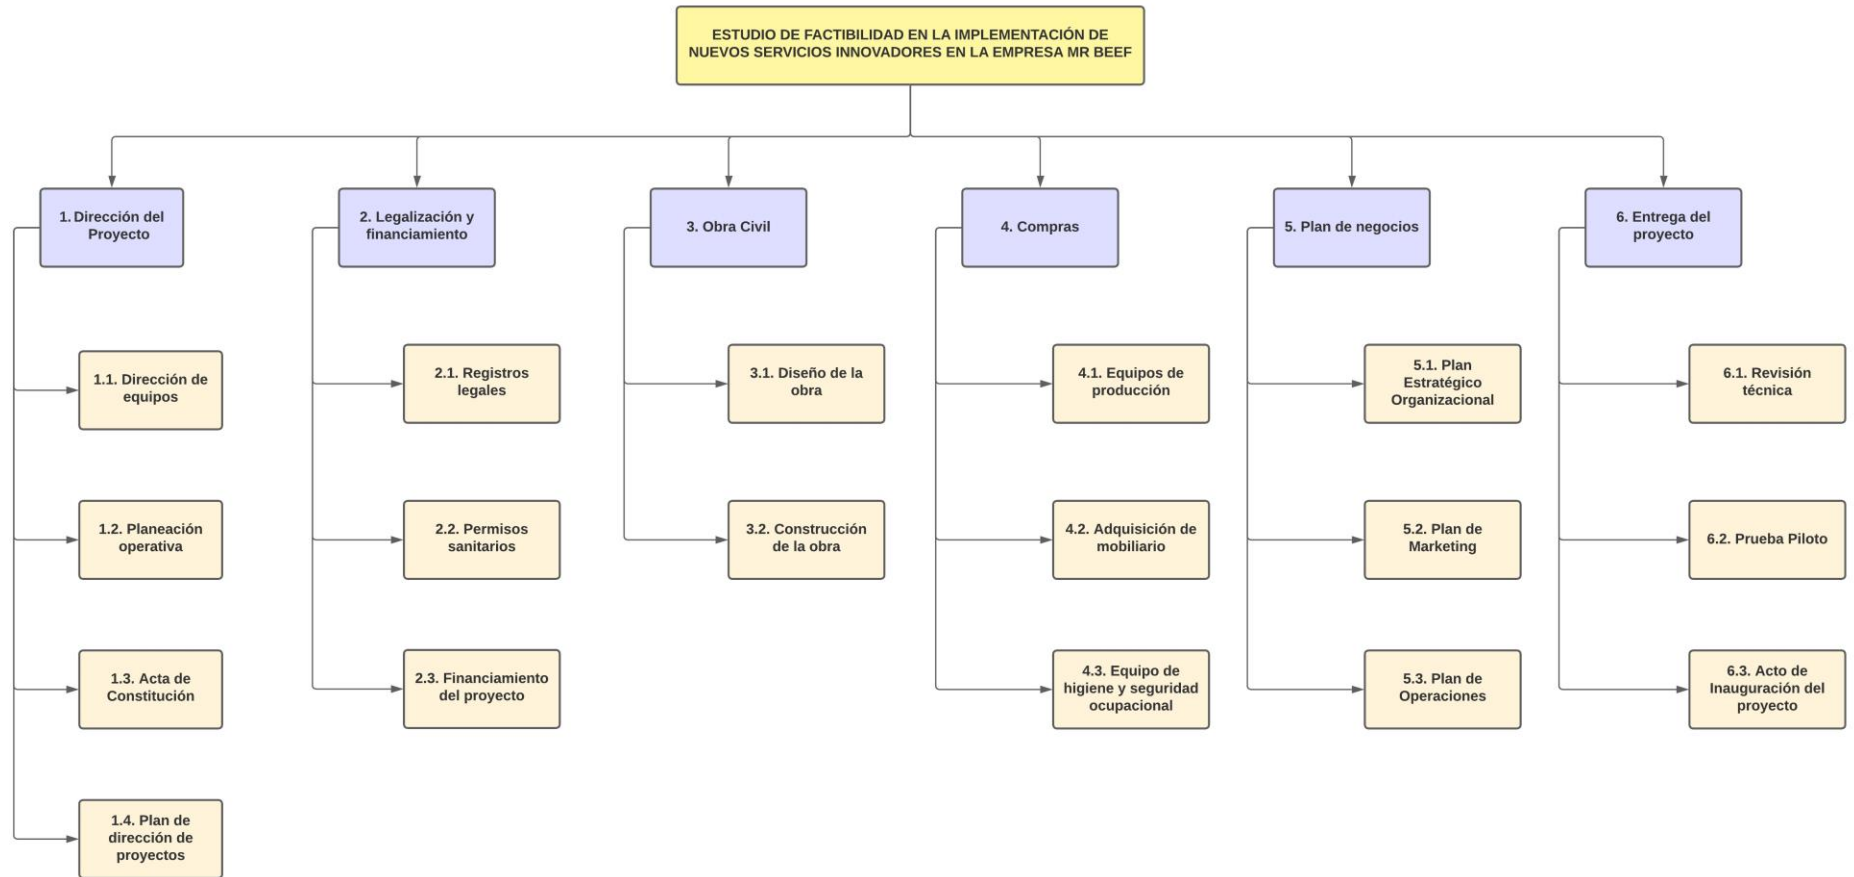 ESTUDIO DE FACTIBILIDAD EN LA IMPLEMENTACIÓN DE
NUEVOS SERVICIOS INNOVADORES EN LA EMPRESA MR BEEF
1. Dirección del
Proyecto
2. Legalización y
financiamiento
3. Obra Civil
4. Compras
5. Plan de negocios
6. Entrega del
proyecto
1.1. Dirección de
equipos
2.1. Registros
legales
3.1. Diseño de la
obra
4.1. Equipos de
producción
5.1. Plan
Estratégico
Organizacional
6.1. Revisión
técnica
1.2. Planeación
operativa
2.2. Permisos
sanitarios
3.2. Construcción
de la obra
4.2. Adquisición de
mobiliario
5.2. Plan de
Marketing
6.2. Prueba Piloto
1.3. Acta de
Constitución
2.3. Financiamiento
del proyecto
4.3. Equipo de
higiene y seguridad
ocupacional
5.3. Plan de
Operaciones
6.3. Acto de
Inauguración del
proyecto
1.4. Plan de
dirección de
proyectos